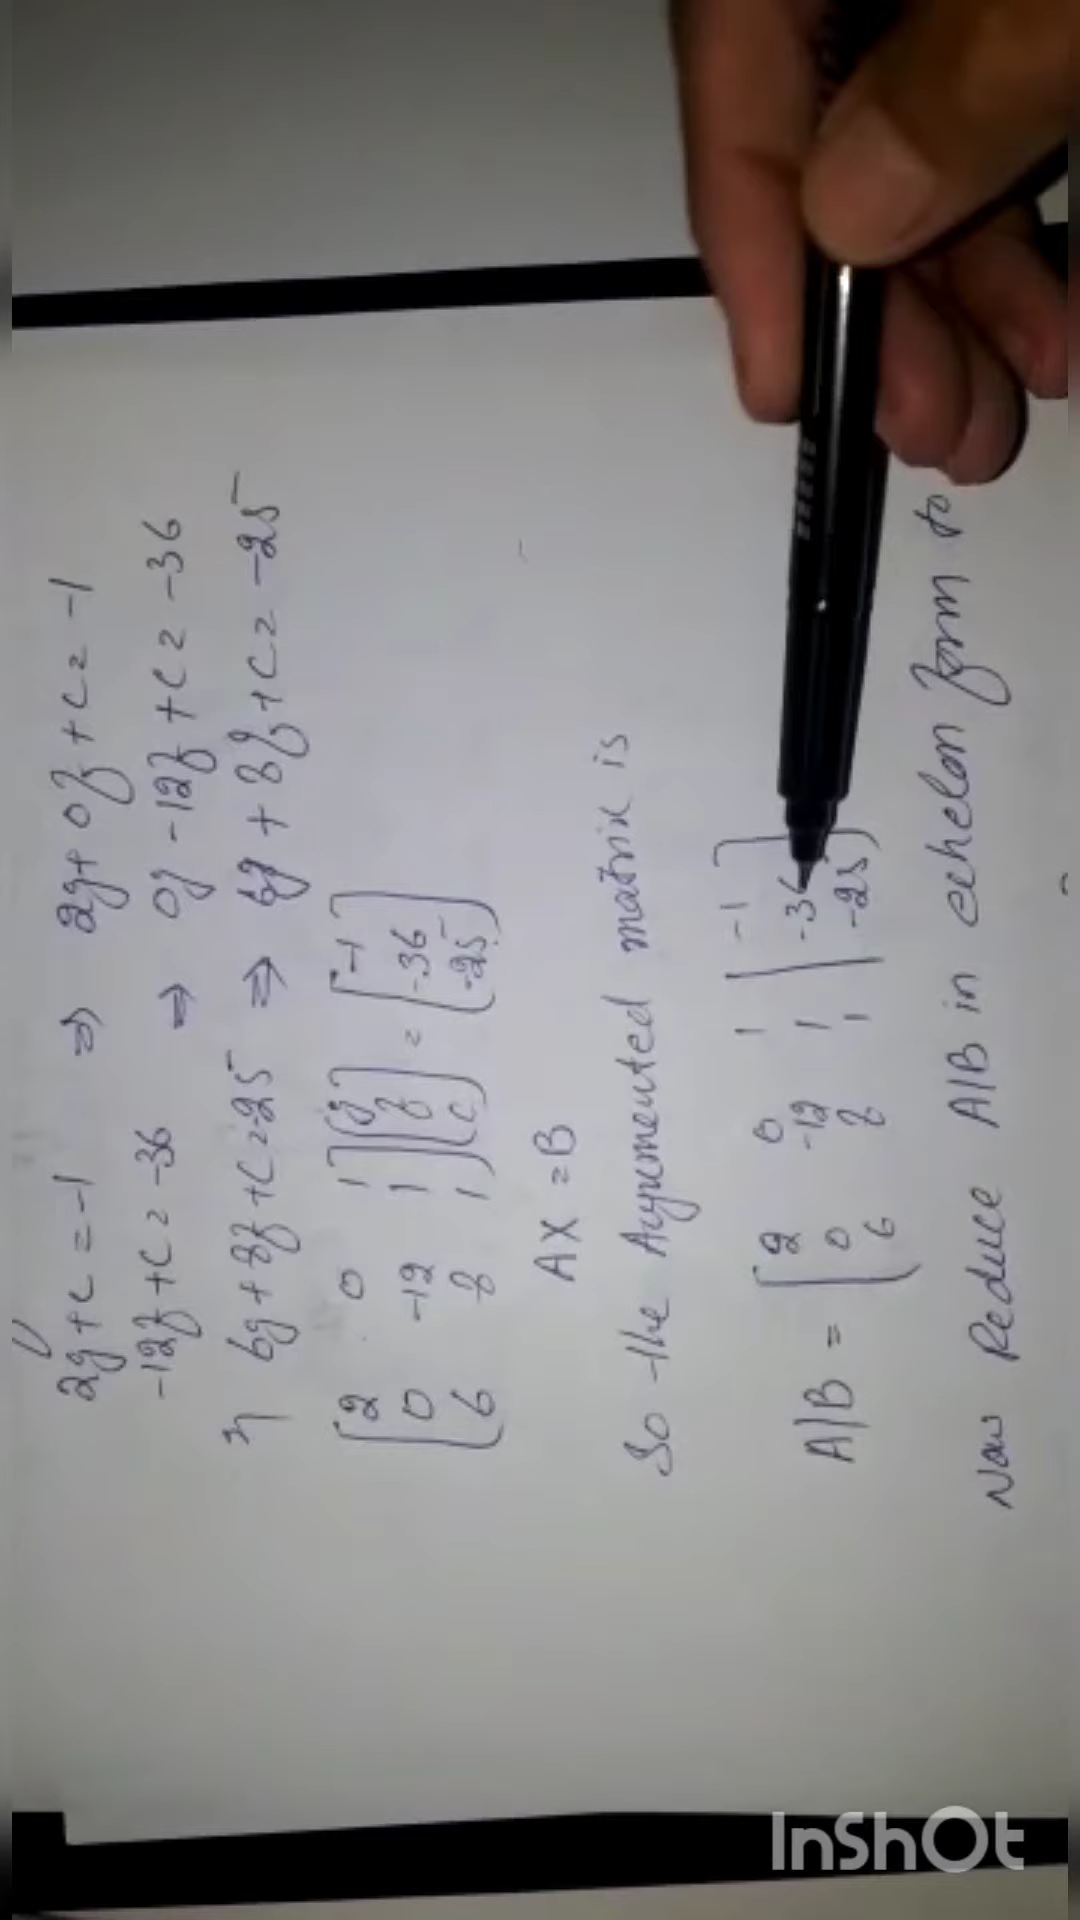 2g + c = -1 ⇒ 2g + 0f + c = -1
-12f + c = -36 ⇒ 0g - 12f + c = -36
6g + 8f + c = -25 ⇒ 6g + 8f + c = -25
[2 0 1] [g] = [-1]
[0 -12 1] [f] [-36]
[6 8 1] [c] [-25]
AX = B
So the Augumented matrix is
A|B = [2 0 1 | -1]
[0 -12 1 | -36]
[6 8 1 | -25]
Now Reduce A|B in echelon form to
InShOt